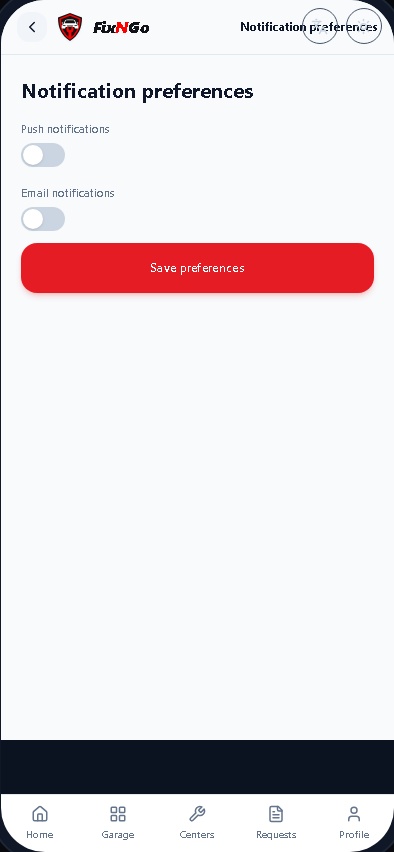 FixNGo
Notification preferences
Notification preferences
Push notifications
Email notifications
Save preferences
Home
Garage
Centers
Requests
Profile